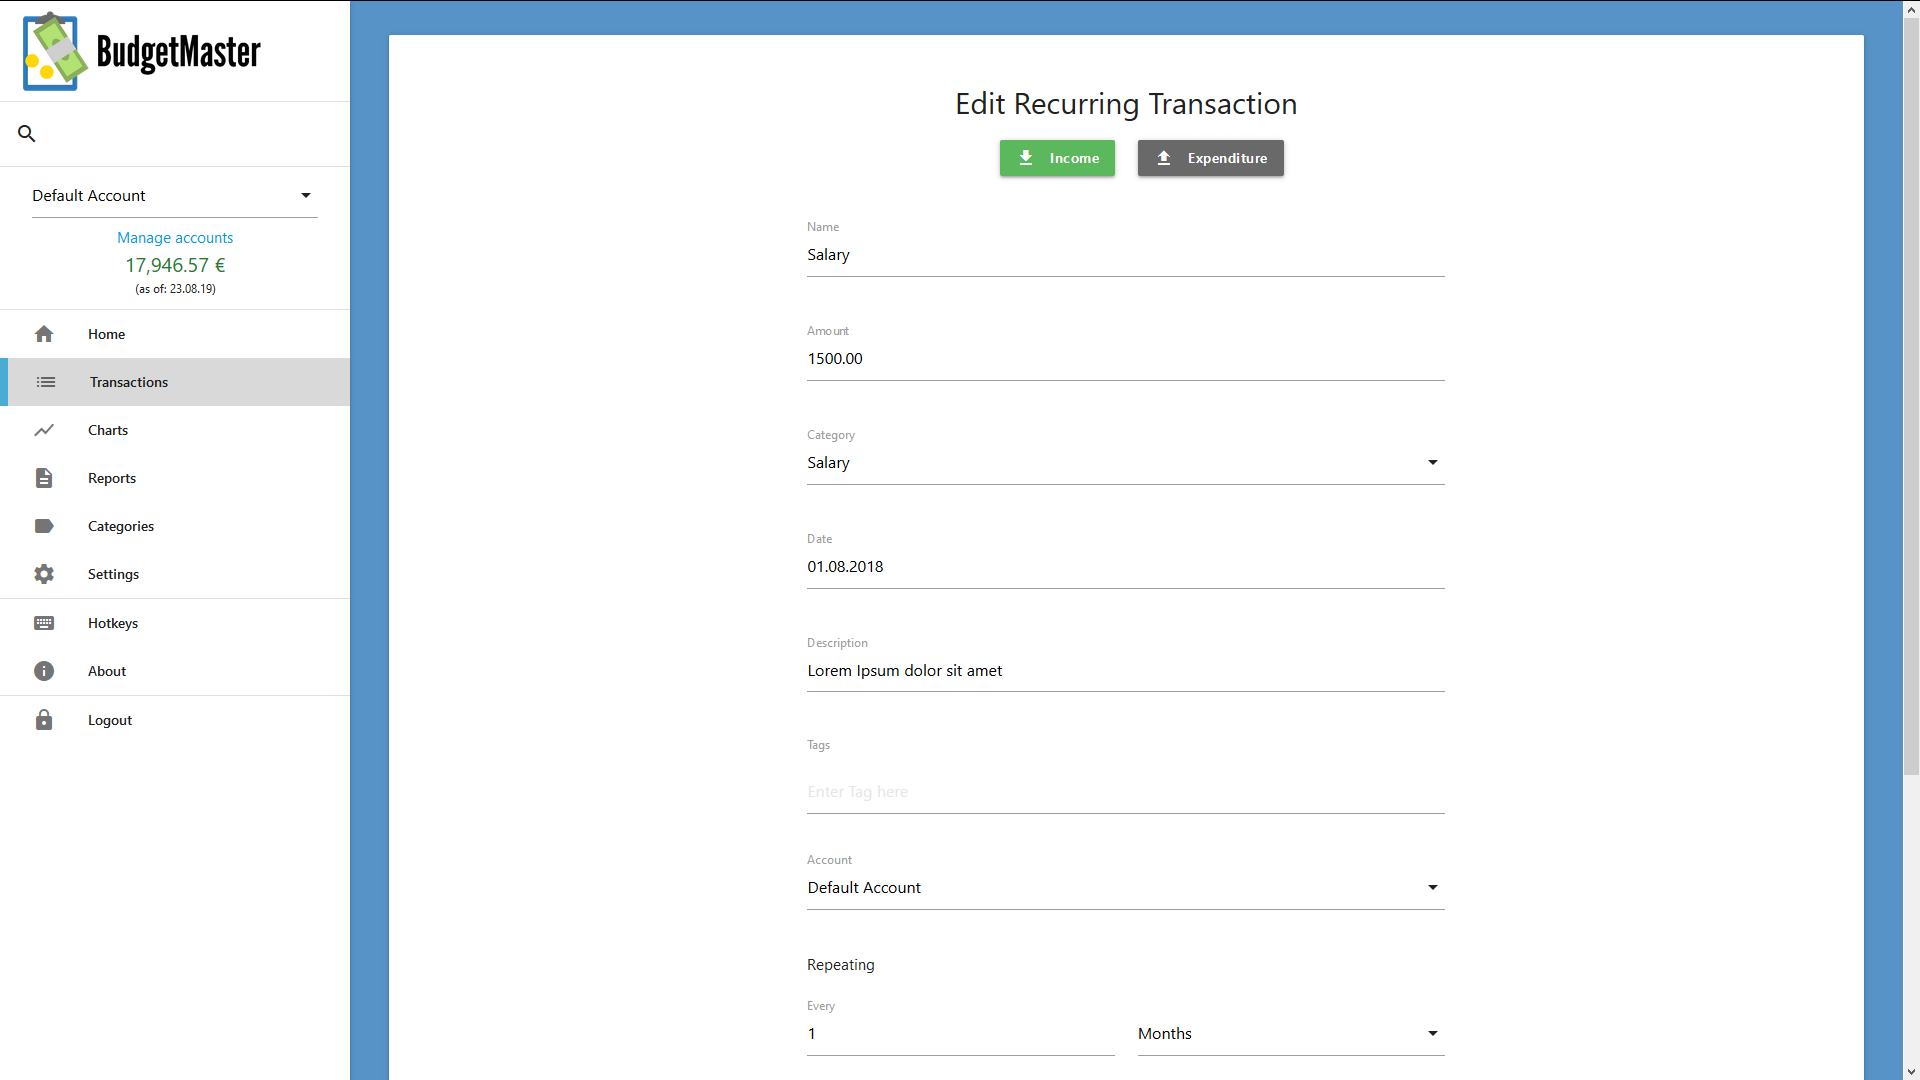 BudgetMaster
Default Account
Manage accounts
17,946.57 €
(as of: 23.08.19)
Home
Transactions
Charts
Reports
Categories
Settings
Hotkeys
About
Logout
Edit Recurring Transaction
Income Expenditure
Name
Salary
Amount
1500.00
Category
Salary
Date
01.08.2018
Description
Lorem Ipsum dolor sit amet
Tags
Enter Tag here
Account
Default Account
Repeating
Every
1 Months